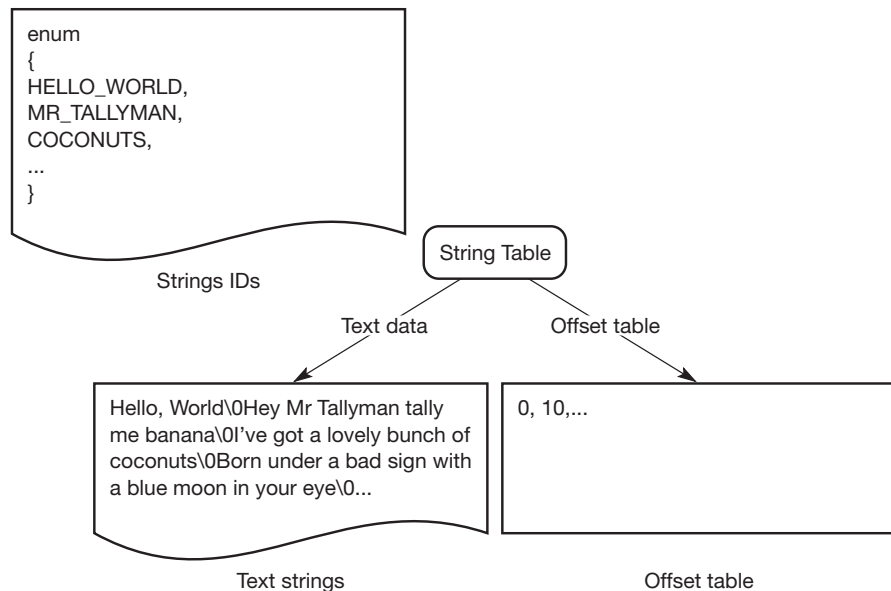 enum
{
HELLO_WORLD,
MR_TALLYMAN,
COCONUTS,
...
}
Strings IDs
String Table
Text data
Offset table
Hello, World\0Hey Mr Tallyman tally
me banana\0I've got a lovely bunch of
coconuts\0Born under a bad sign with
a blue moon in your eye\0...
0, 10,...
Text strings
Offset table